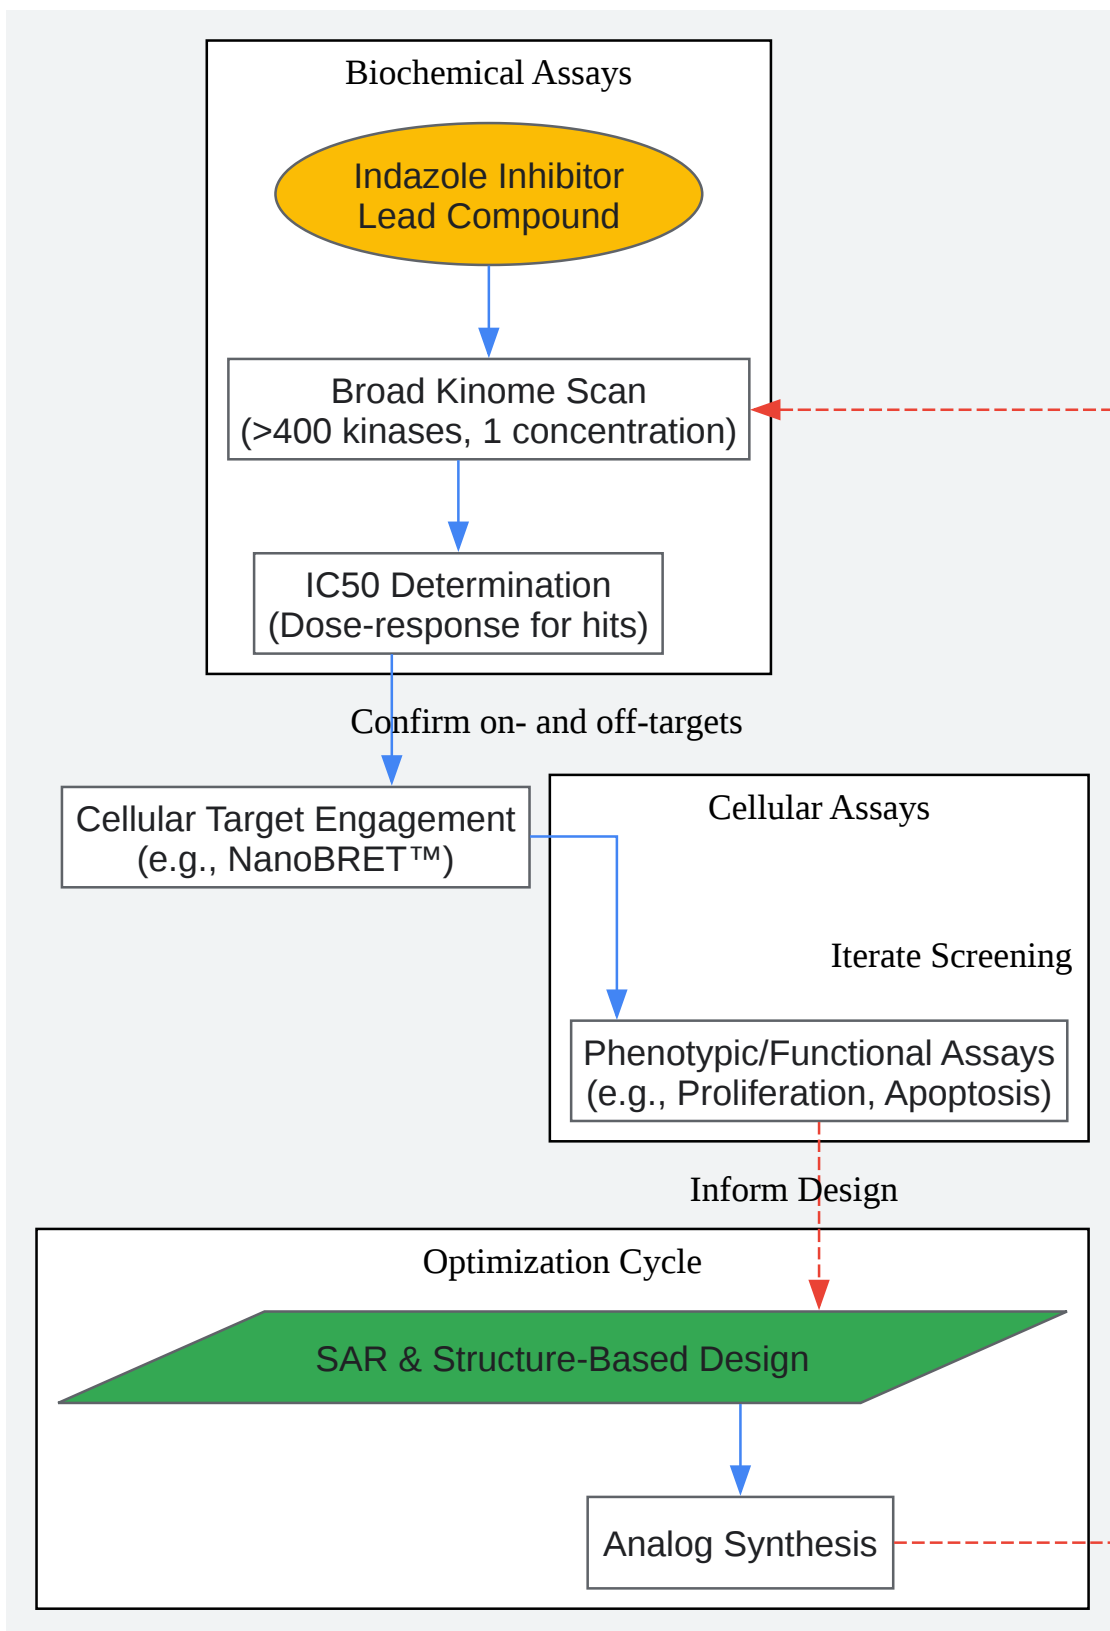 Biochemical Assays
Indazole Inhibitor
Lead Compound
Broad Kinome Scan
(>400 kinases, 1 concentration)
IC50 Determination
(Dose-response for hits)
Confirm on- and off-targets
Cellular Target Engagement
(e.g., NanoBRET™)
Cellular Assays
Iterate Screening
Phenotypic/Functional Assays
(e.g., Proliferation, Apoptosis)
Inform Design
Optimization Cycle
SAR & Structure-Based Design
Analog Synthesis